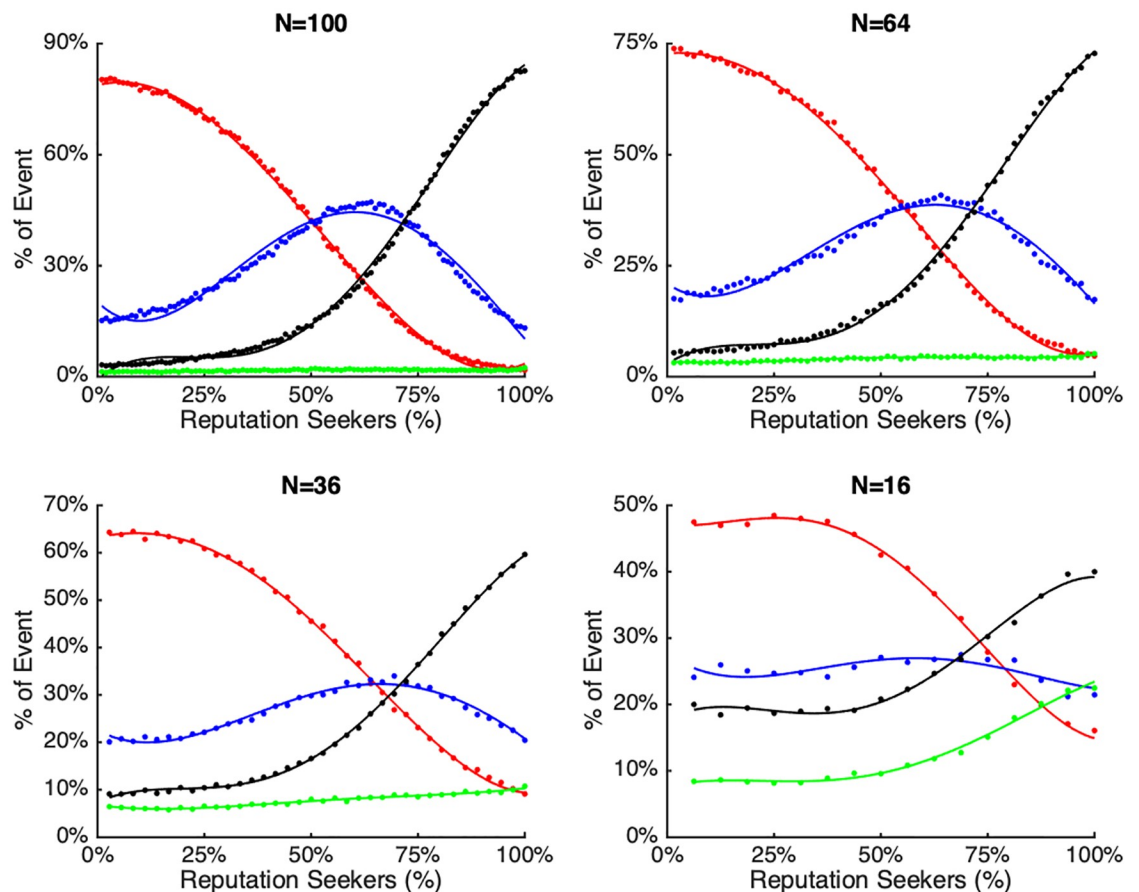 N=100
90%
60%
30%
0%
% of Event
0% 25% 50% 75% 100%
Reputation Seekers (%)
N=64
75%
50%
25%
0%
% of Event
0% 25% 50% 75% 100%
Reputation Seekers (%)
N=36
70%
60%
50%
40%
30%
20%
10%
0%
% of Event
0% 25% 50% 75% 100%
Reputation Seekers (%)
N=16
50%
40%
30%
20%
10%
0%
% of Event
0% 25% 50% 75% 100%
Reputation Seekers (%)